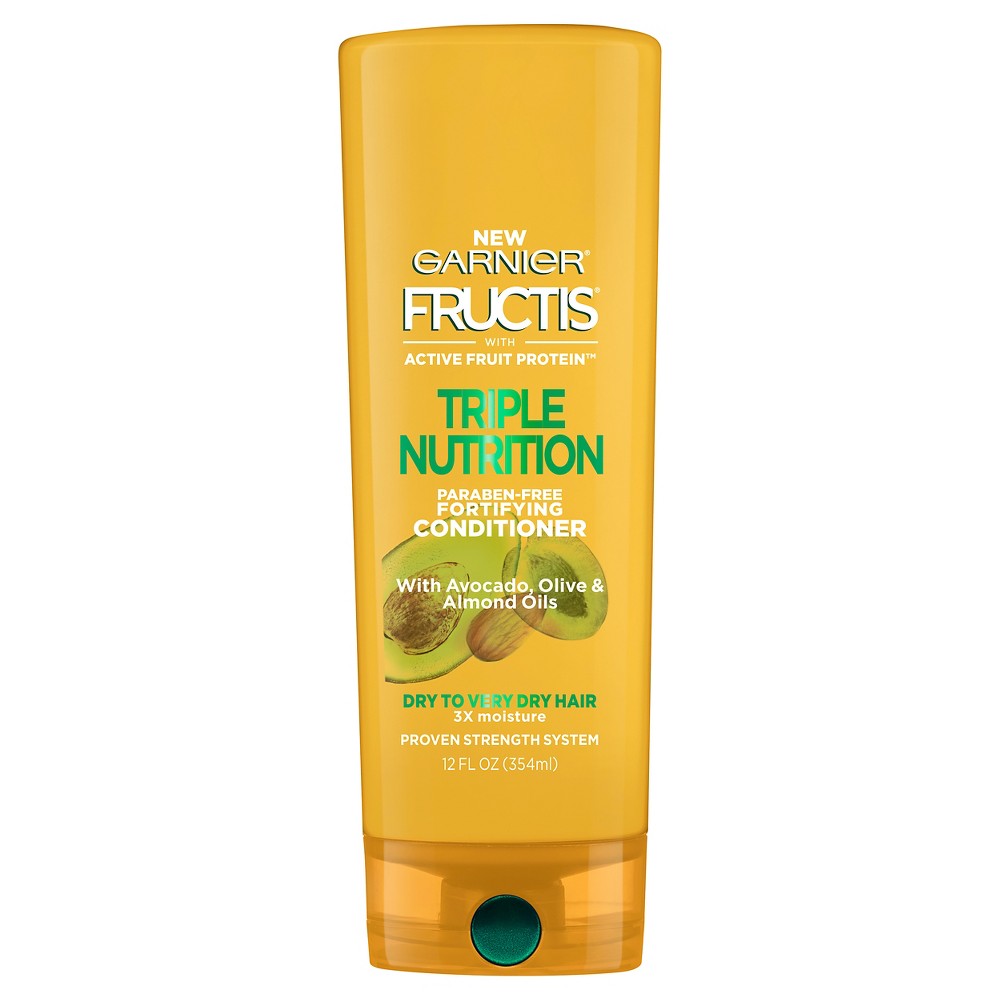 NEW
GARNIER®
FRUCTIS®
WITH
ACTIVE FRUIT PROTEIN™
TRIPLE
NUTRITION
PARABEN-FREE
FORTIFYING
CONDITIONER
With Avocado, Olive &
Almond Oils
DRY TO VERY DRY HAIR
3X moisture
PROVEN STRENGTH SYSTEM
12 FL OZ (354ml)